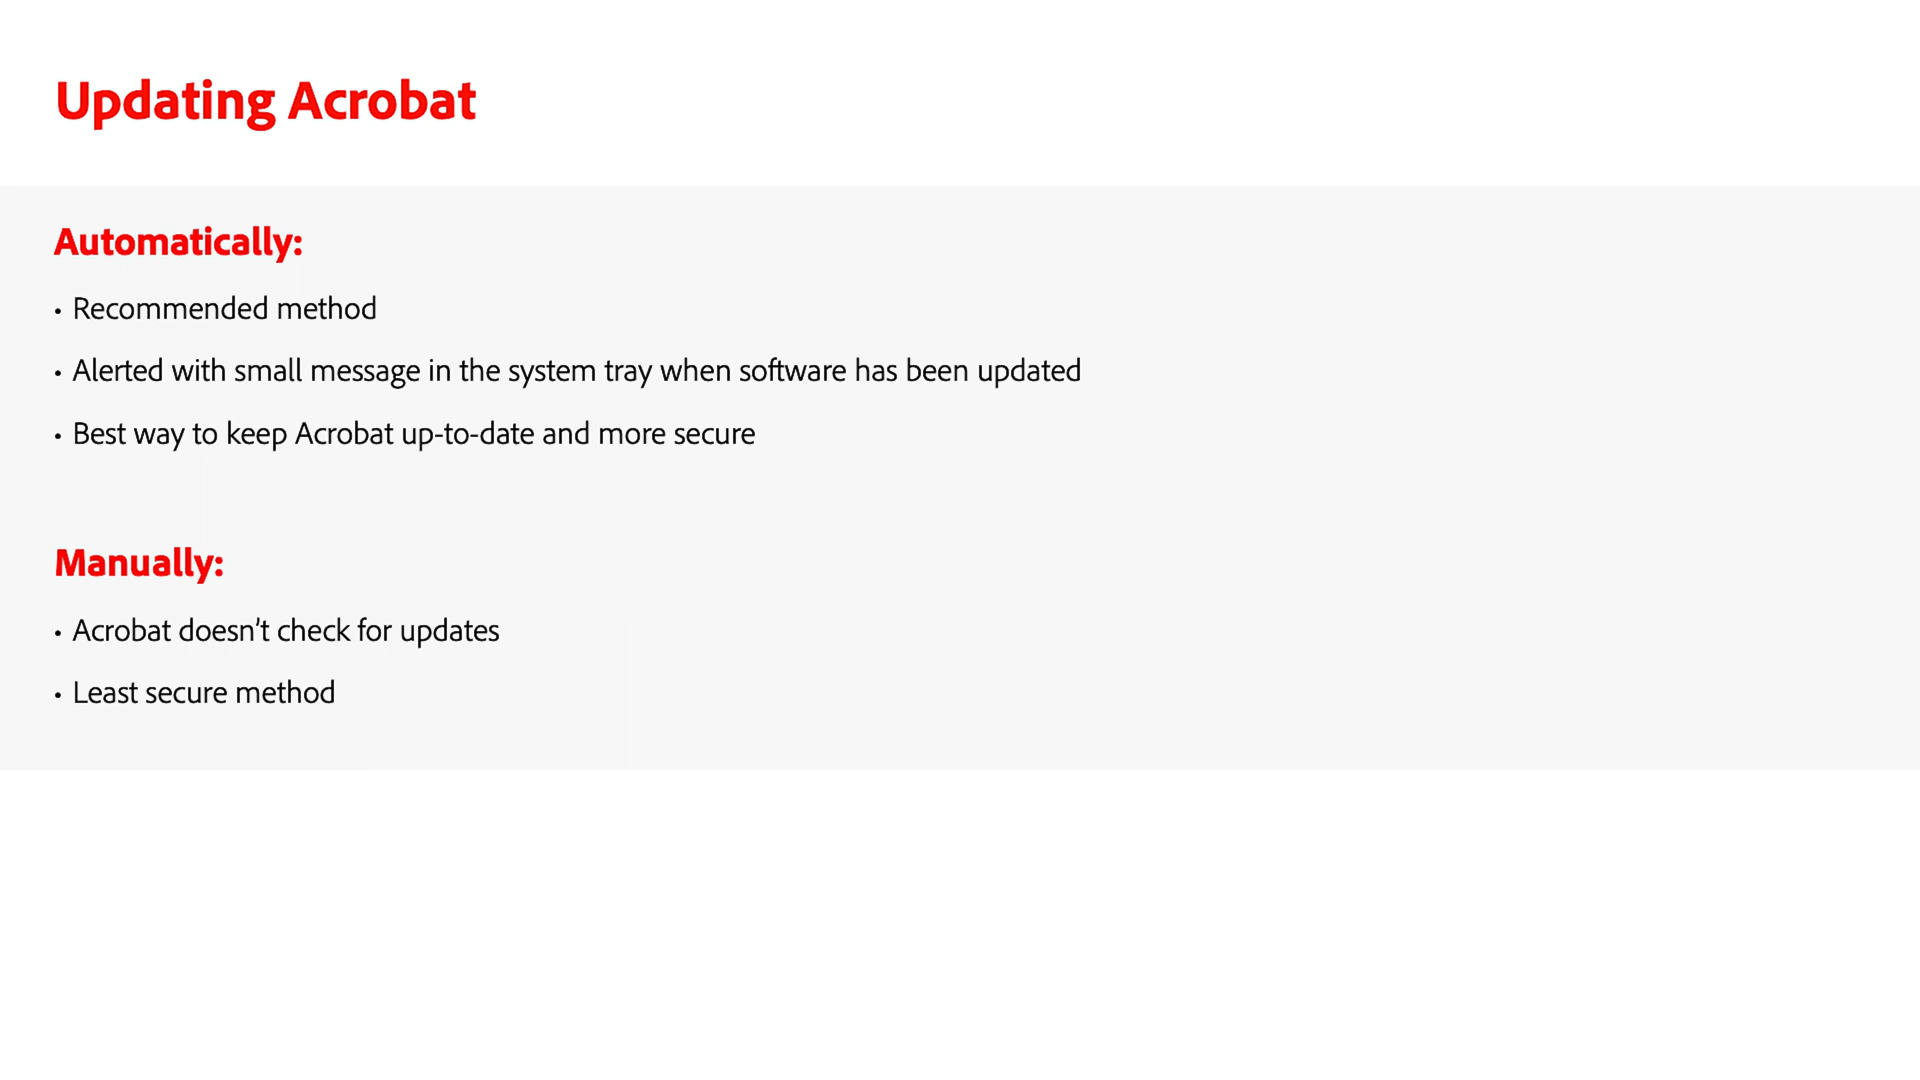 Updating Acrobat
Automatically:
• Recommended method
• Alerted with small message in the system tray when software has been updated
• Best way to keep Acrobat up-to-date and more secure
Manually:
• Acrobat doesn’t check for updates
• Least secure method